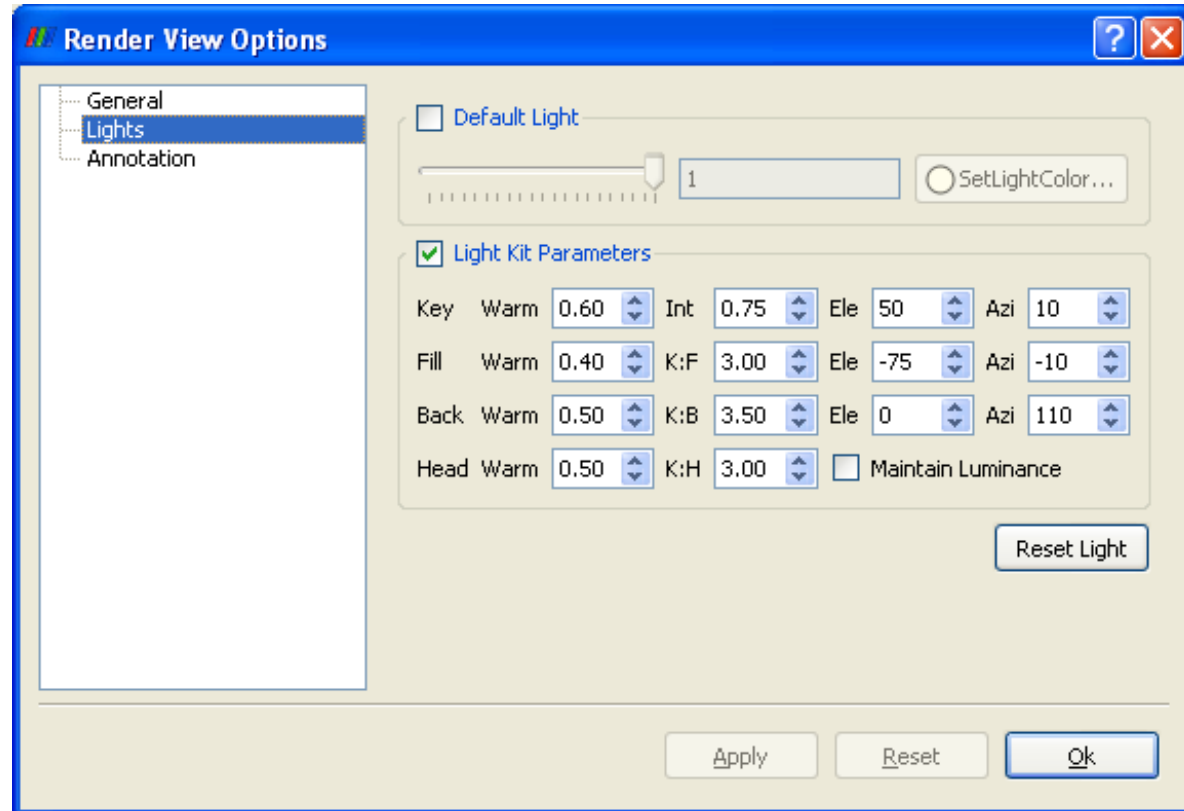 Render View Options
General
Lights
Annotation
Default Light
1 SetLightColor...
Light Kit Parameters
Key Warm 0.60 Int 0.75 Ele 50 Azi 10
Fill Warm 0.40 K:F 3.00 Ele -75 Azi -10
Back Warm 0.50 K:B 3.50 Ele 0 Azi 110
Head Warm 0.50 K:H 3.00 Maintain Luminance
Reset Light
Apply Reset Ok